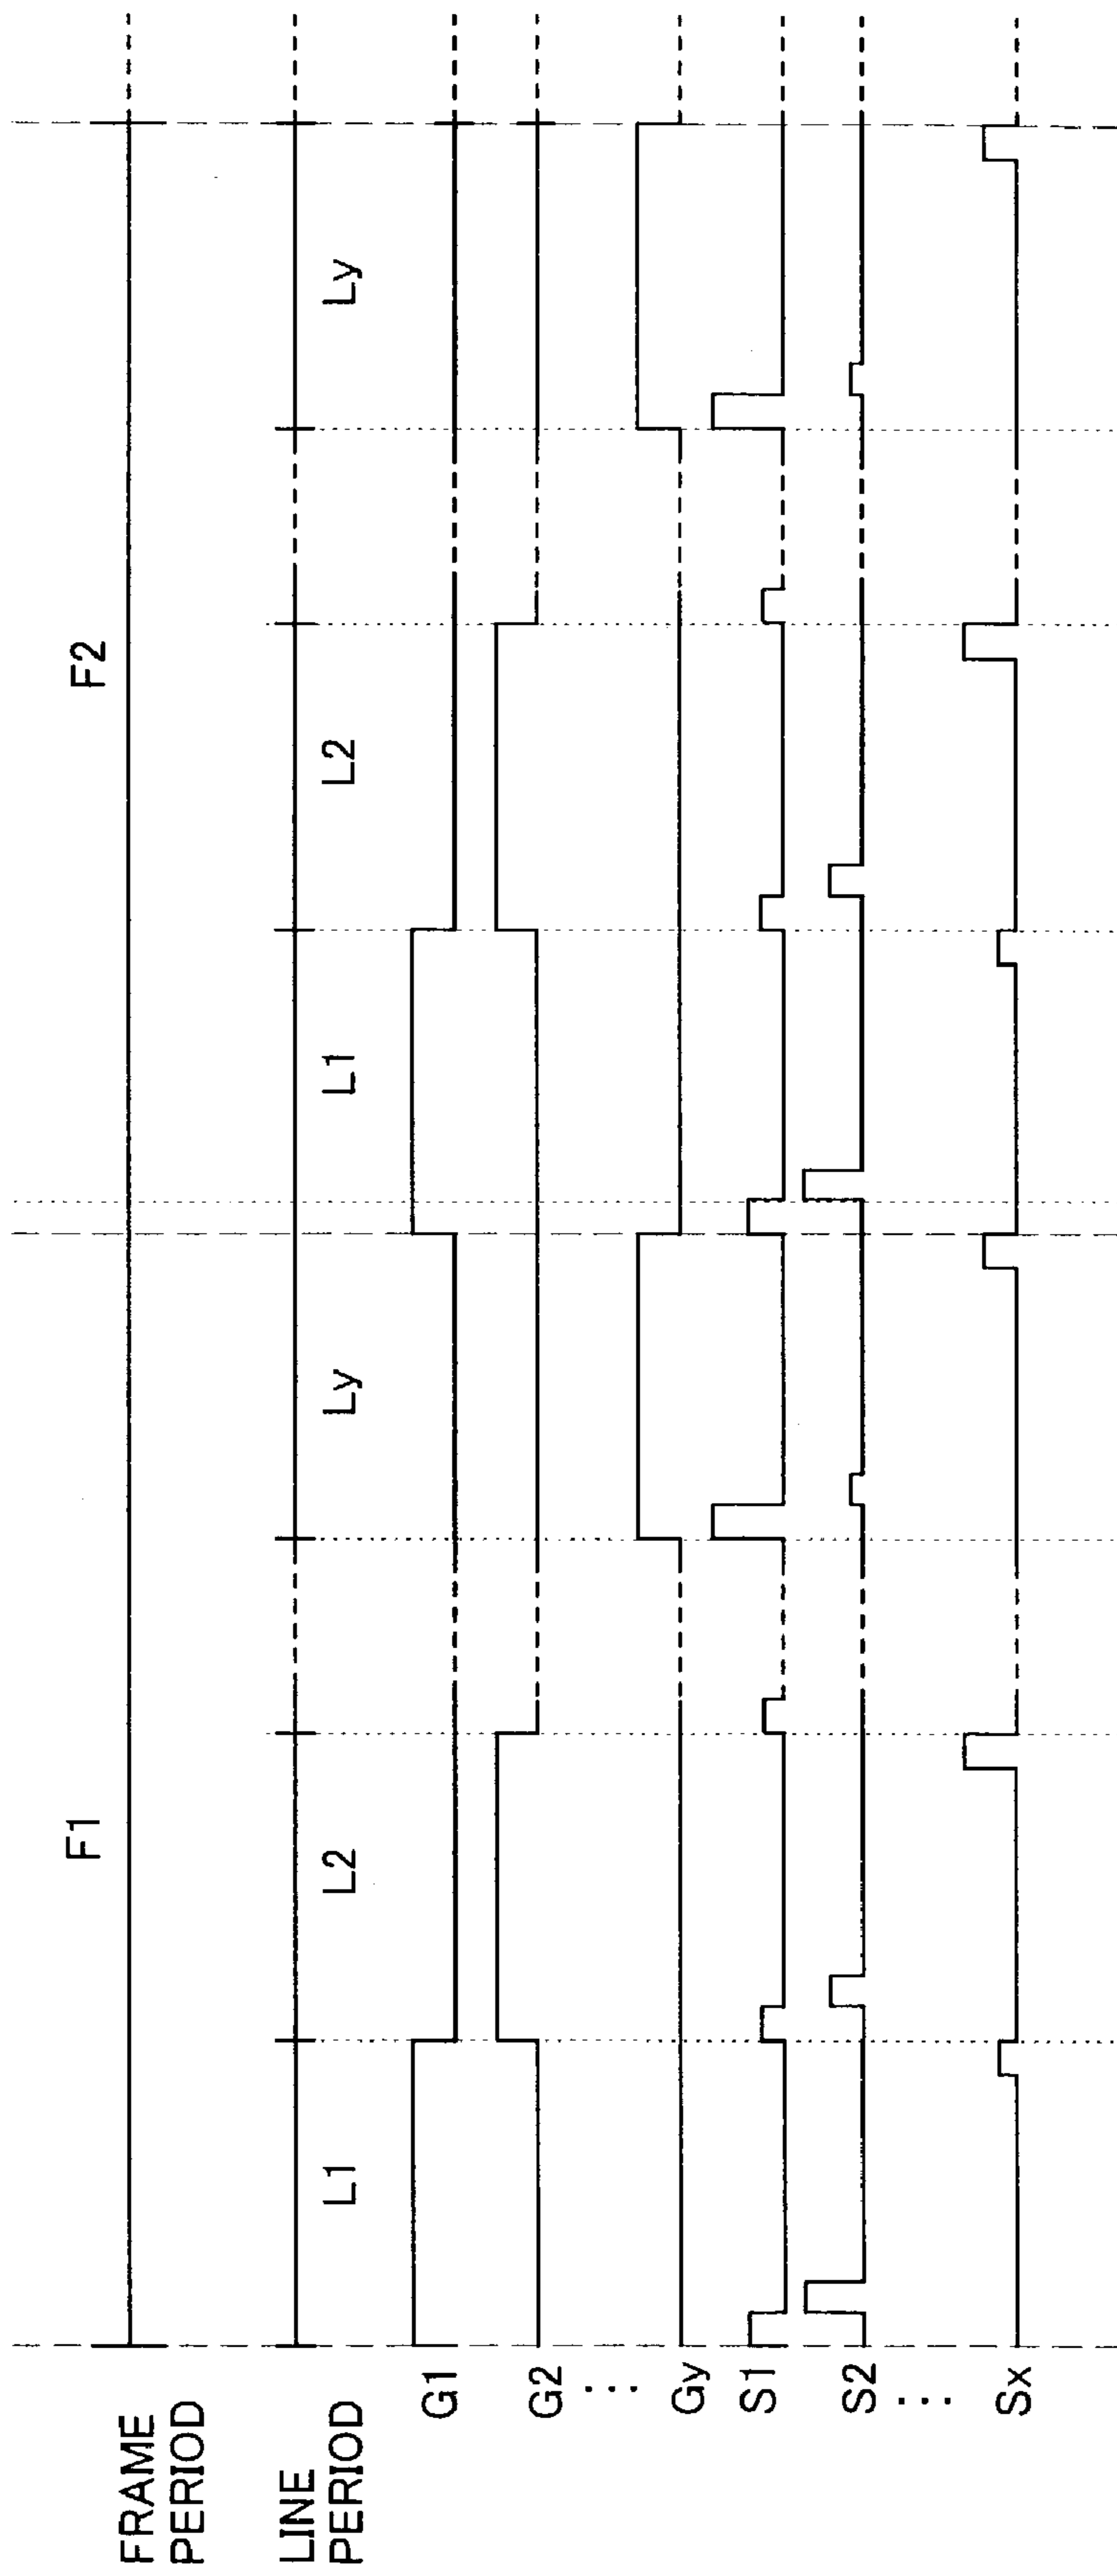 FRAME
PERIOD
F1
F2
LINE
PERIOD
L1
L2
Ly
L1
L2
Ly
G1
G2
⋮
Gy
S1
S2
⋮
Sx